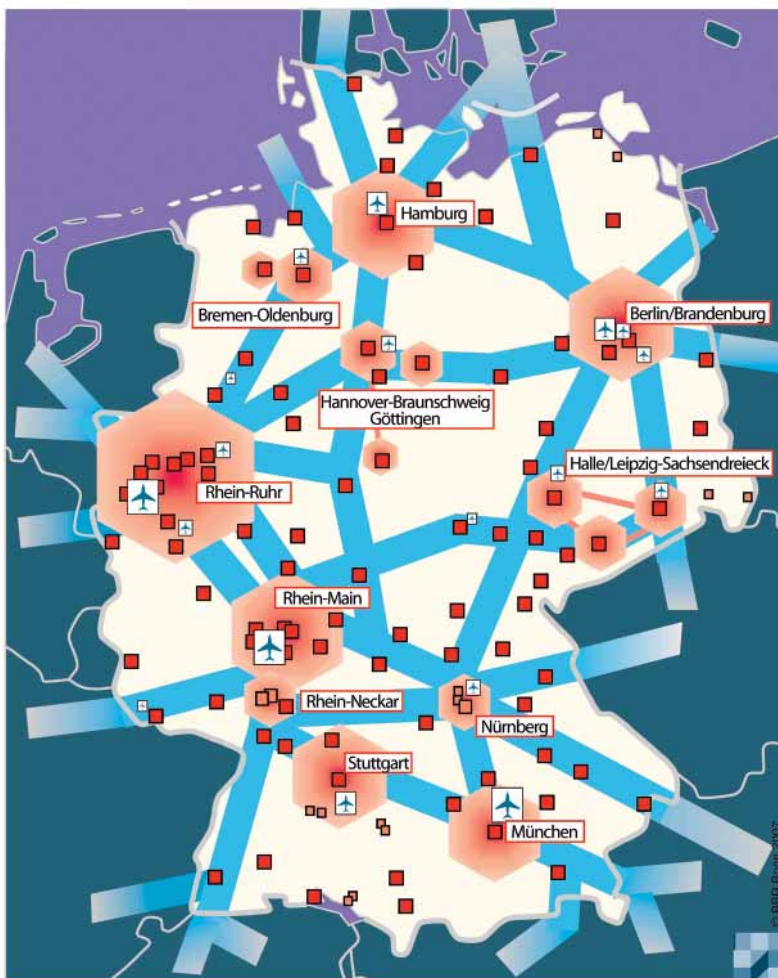 Hamburg
Bremen-Oldenburg
Berlin/Brandenburg
Hannover-Braunschweig
Göttingen
Halle/Leipzig-Sachsendreieck
Rhein-Ruhr
Rhein-Main
Rhein-Neckar
Nürnberg
Stuttgart
München